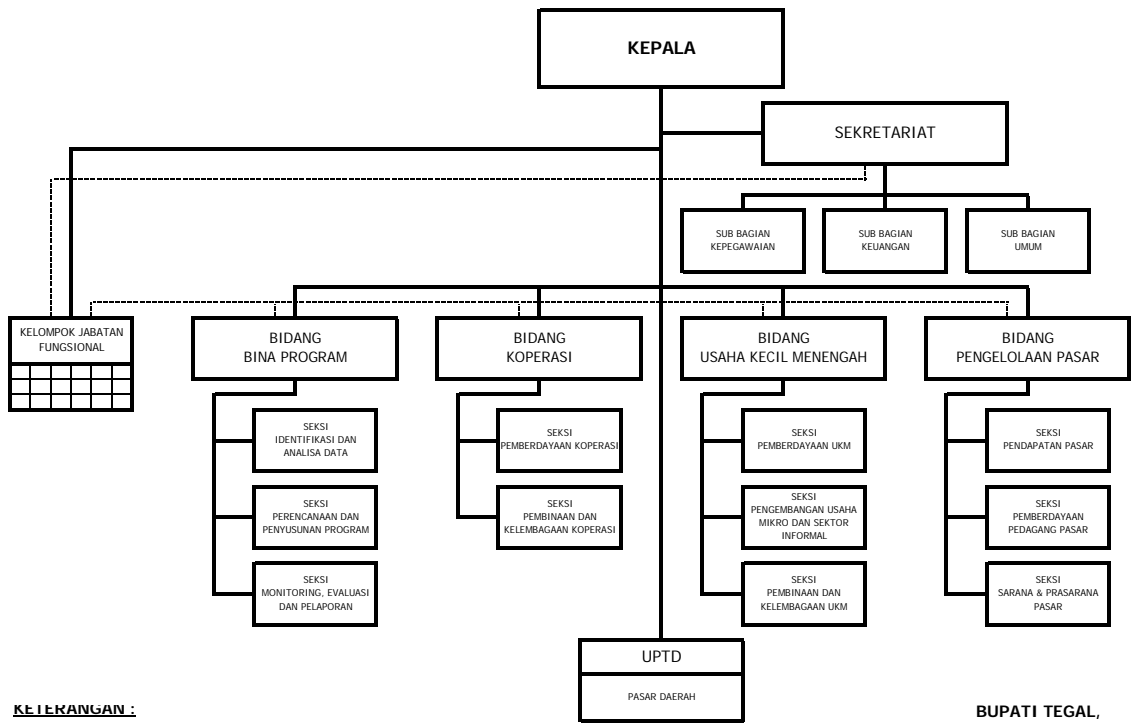 KEPALA
SEKRETARIAT
SUB BAGIAN
KEPEGAWAIAN
SUB BAGIAN
KEUANGAN
SUB BAGIAN
UMUM
KELOMPOK JABATAN
FUNGSIONAL
BIDANG
BINA PROGRAM
BIDANG
KOPERASI
BIDANG
USAHA KECIL MENENGAH
BIDANG
PENGELOLAAN PASAR
SEKSI
IDENTIFIKASI DAN
ANALISA DATA
SEKSI
PERENCANAAN DAN
PENYUSUNAN PROGRAM
SEKSI
MONITORING, EVALUASI
DAN PELAPORAN
SEKSI
PEMBERDAYAAN KOPERASI
SEKSI
PEMBINAAN DAN
KELEMBAGAAN KOPERASI
SEKSI
PEMBERDAYAAN UKM
SEKSI
PENGEMBANGAN USAHA
MIKRO DAN SEKTOR
INFORMAL
SEKSI
PEMBINAAN DAN
KELEMBAGAAN UKM
SEKSI
PENDAPATAN PASAR
SEKSI
PEMBERDAYAAN
PEDAGANG PASAR
SEKSI
SARANA & PRASARANA
PASAR
UPTD
PASAR DAERAH
KETERANGAN :
BUPATI TEGAL,